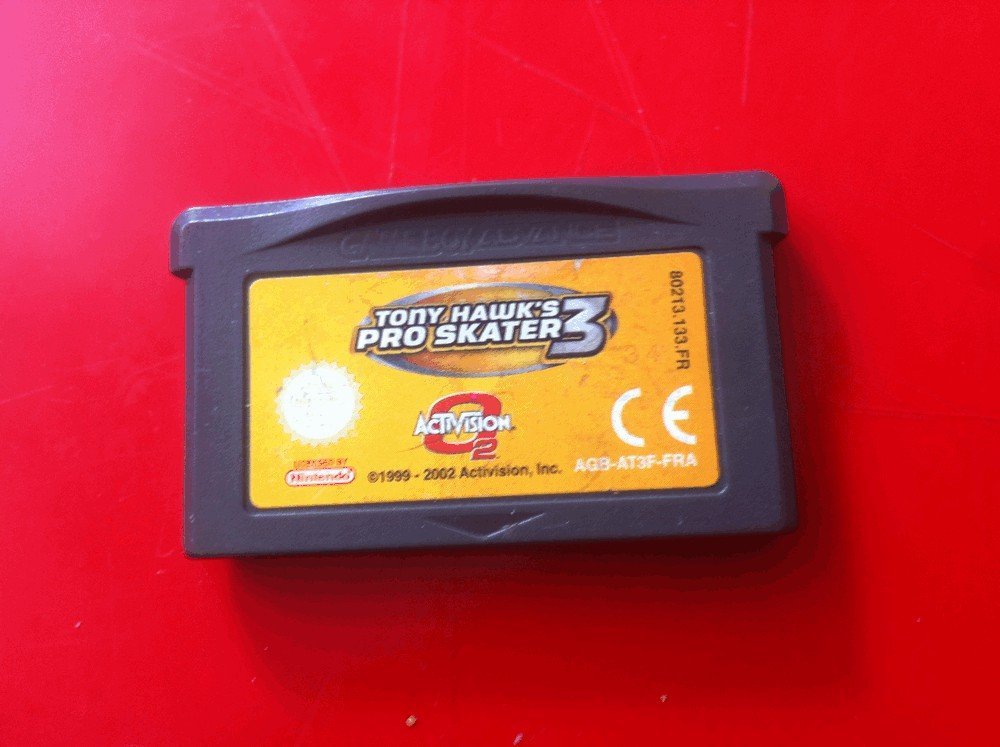 GAME BOY ADVANCE
TONY HAWK'S
PRO SKATER 3
80213.133.FR
ACTIVISION
O2
CE
LICENSED BY
Nintendo
©1999 - 2002 Activision, Inc.
AGB-AT3F-FRA